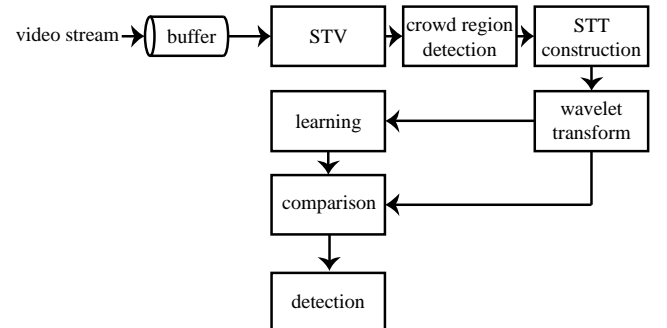 video stream
buffer
STV
crowd region
detection
STT
construction
learning
wavelet
transform
comparison
detection